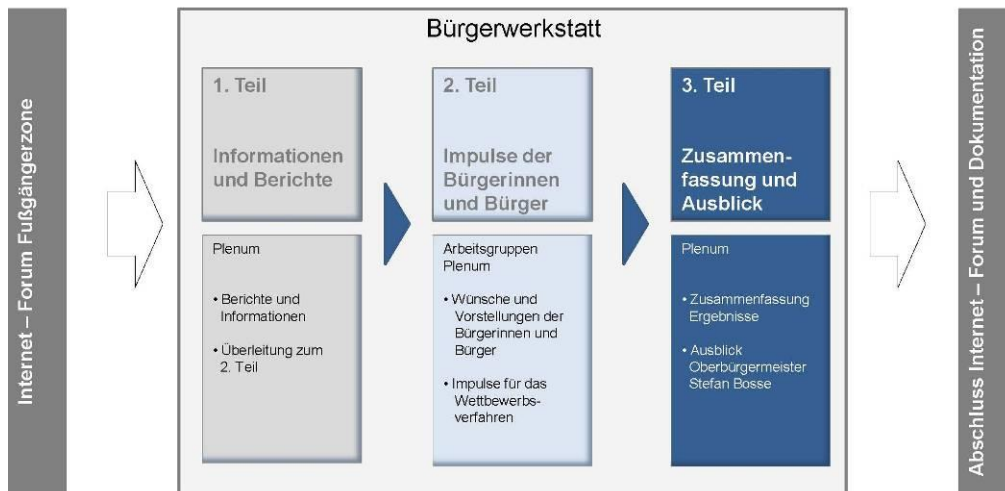 Internet – Forum Fußgängerzone
Bürgerwerkstatt
1. Teil
Informationen
und Berichte
Plenum
• Berichte und
Informationen
• Überleitung zum
2. Teil
2. Teil
Impulse der
Bürgerinnen
und Bürger
Arbeitsgruppen
Plenum
• Wünsche und
Vorstellungen der
Bürgerinnen und
Bürger
• Impulse für das
Wettbewerbs-
verfahren
3. Teil
Zusammen-
fassung und
Ausblick
Plenum
• Zusammenfassung
Ergebnisse
• Ausblick
Oberbürgermeister
Stefan Bosse
Abschluss Internet – Forum und Dokumentation